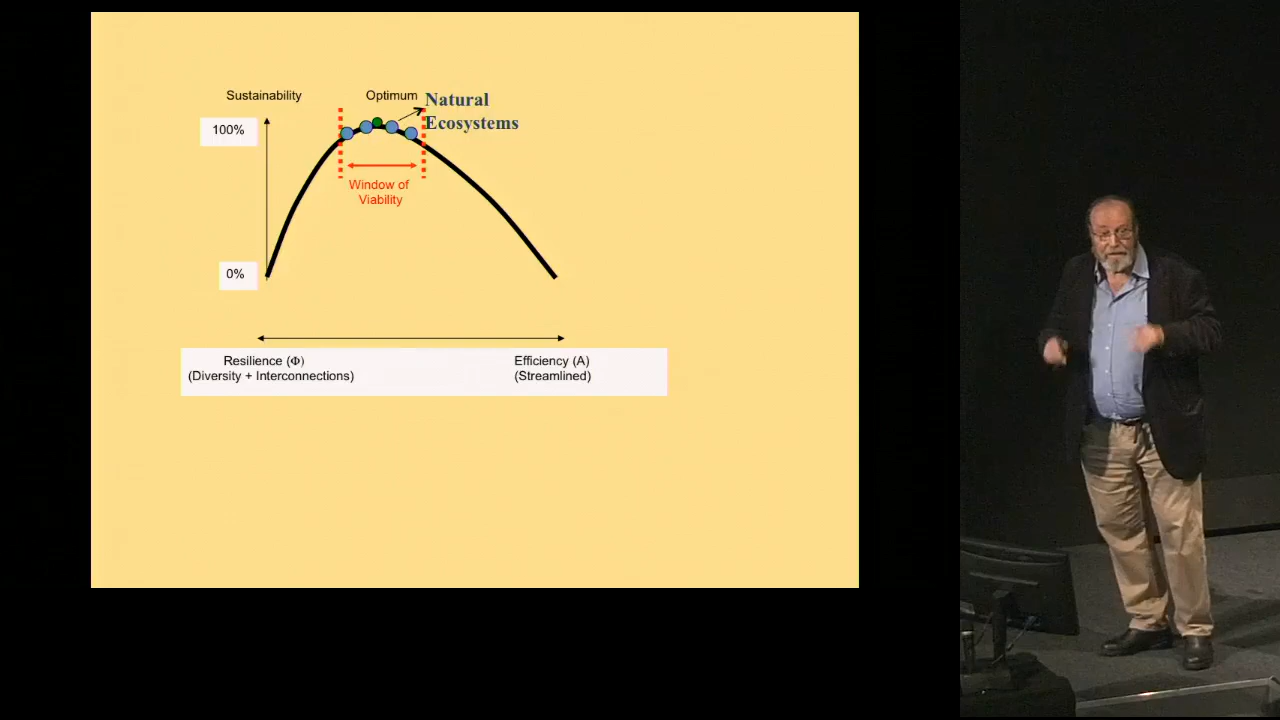 Sustainability
Optimum
Natural
Ecosystems
100%
Window of
Viability
0%
Resilience (Φ)
(Diversity + Interconnections)
Efficiency (A)
(Streamlined)